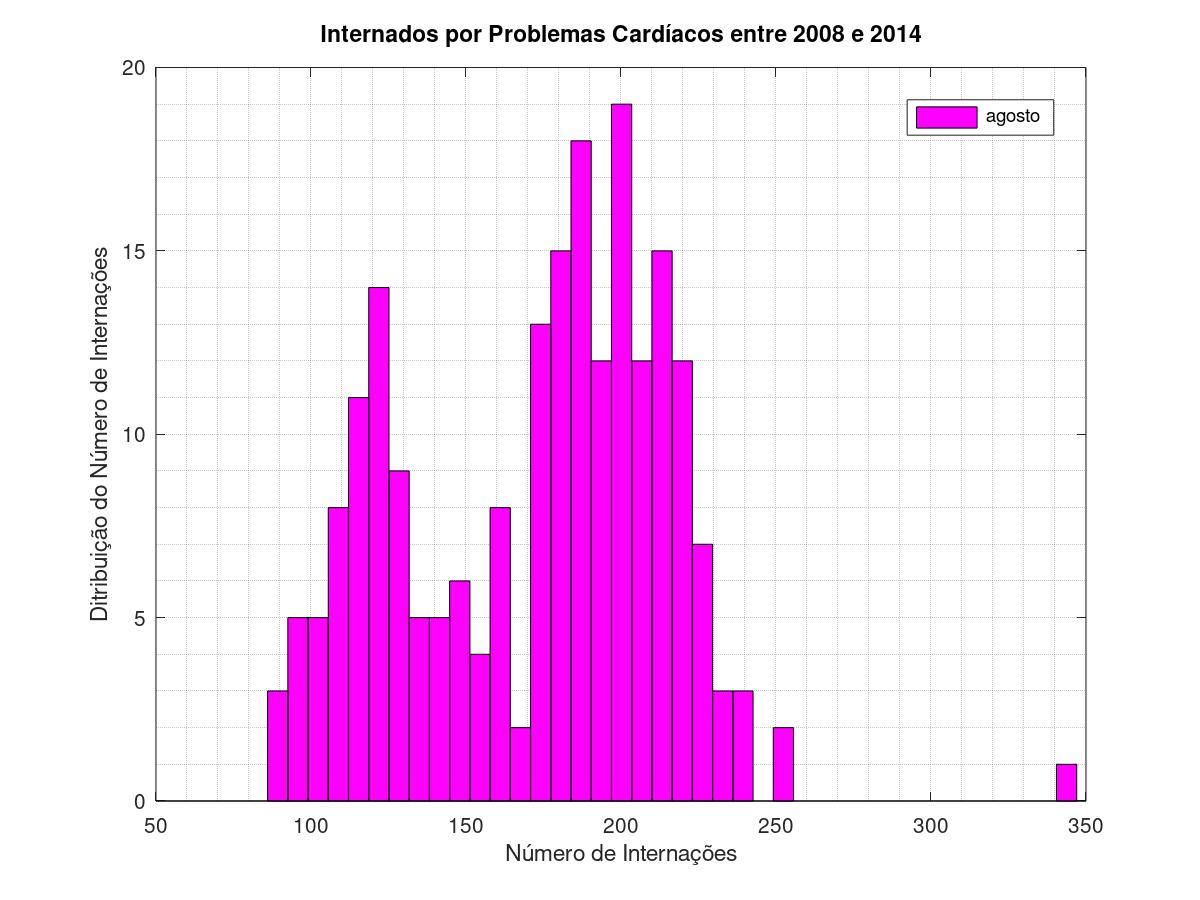 Internados por Problemas Cardíacos entre 2008 e 2014
20
agosto
15
10
5
0
Ditribuição do Número de Internações
50 100 150 200 250 300 350
Número de Internações